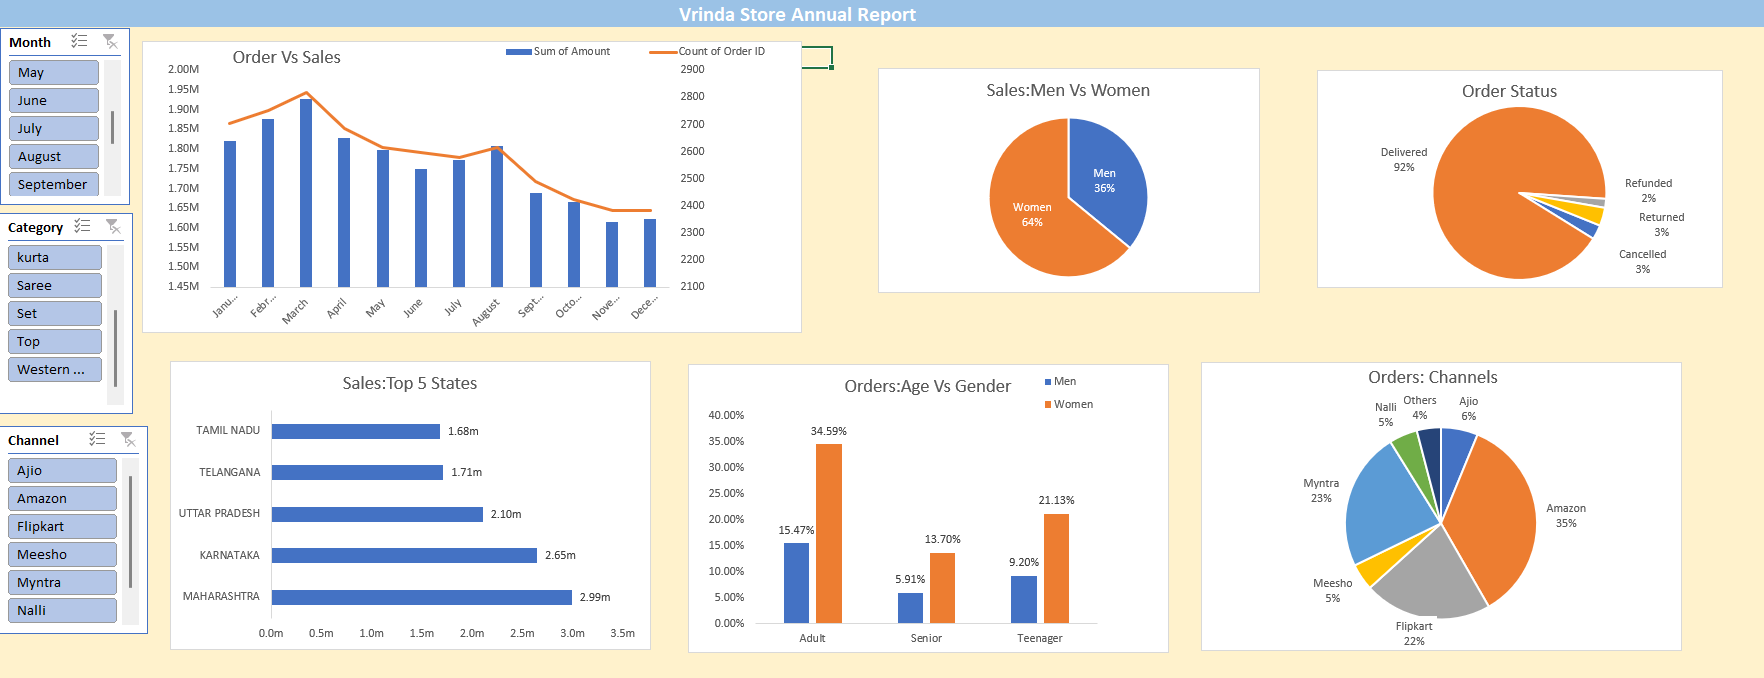 Vrinda Store Annual Report
Month
May
June
July
August
September
Category
kurta
Saree
Set
Top
Western ...
Channel
Ajio
Amazon
Flipkart
Meesho
Myntra
Nalli
Order Vs Sales
Sum of Amount
Count of Order ID
2.00M
1.95M
1.90M
1.85M
1.80M
1.75M
1.70M
1.65M
1.60M
1.55M
1.50M
1.45M
2900
2800
2700
2600
2500
2400
2300
2200
2100
Janu...
Febr...
March
April
May
June
July
August
Sept...
Octo...
Nove...
Dece...
Sales:Men Vs Women
Men
36%
Women
64%
Order Status
Delivered
92%
Refunded
2%
Returned
3%
Cancelled
3%
Sales:Top 5 States
TAMIL NADU
1.68m
TELANGANA
1.71m
UTTAR PRADESH
2.10m
KARNATAKA
2.65m
MAHARASHTRA
2.99m
0.0m 0.5m 1.0m 1.5m 2.0m 2.5m 3.0m 3.5m
Orders:Age Vs Gender
Men
Women
40.00%
35.00%
30.00%
25.00%
20.00%
15.00%
10.00%
5.00%
0.00%
15.47%
34.59%
5.91%
13.70%
9.20%
21.13%
Adult Senior Teenager
Orders: Channels
Ajio
6%
Amazon
35%
Flipkart
22%
Meesho
5%
Myntra
23%
Nalli
5%
Others
4%